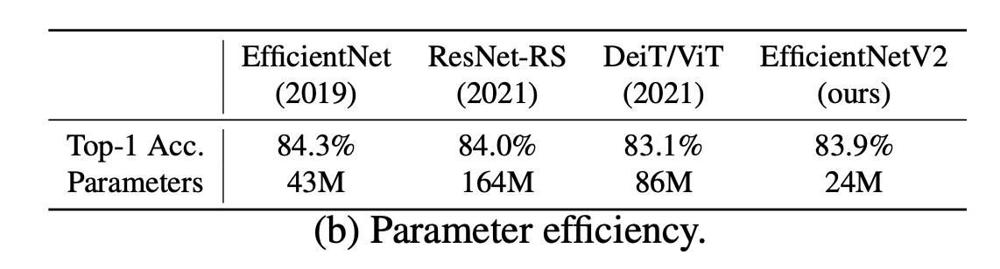 EfficientNet ResNet-RS DeiT/ViT EfficientNetV2
(2019) (2021) (2021) (ours)
Top-1 Acc. 84.3% 84.0% 83.1% 83.9%
Parameters 43M 164M 86M 24M
(b) Parameter efficiency.